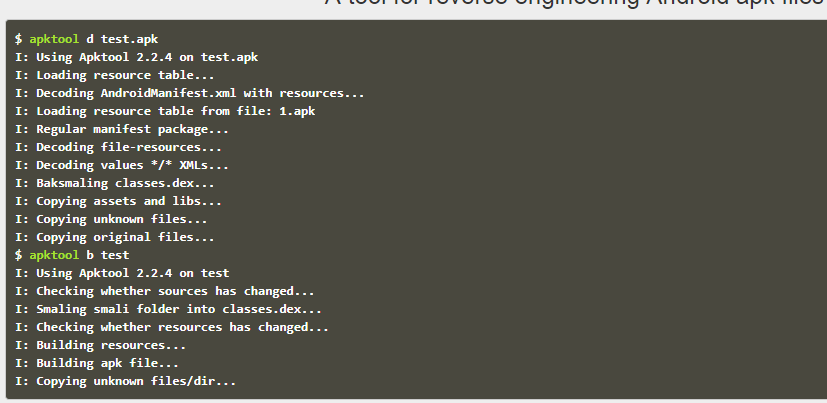 A tool for reverse engineering Android apk files
$ apktool d test.apk
I: Using Apktool 2.2.4 on test.apk
I: Loading resource table...
I: Decoding AndroidManifest.xml with resources...
I: Loading resource table from file: 1.apk
I: Regular manifest package...
I: Decoding file-resources...
I: Decoding values */* XMLs...
I: Baksmaling classes.dex...
I: Copying assets and libs...
I: Copying unknown files...
I: Copying original files...
$ apktool b test
I: Using Apktool 2.2.4 on test
I: Checking whether sources has changed...
I: Smaling smali folder into classes.dex...
I: Checking whether resources has changed...
I: Building resources...
I: Building apk file...
I: Copying unknown files/dir...